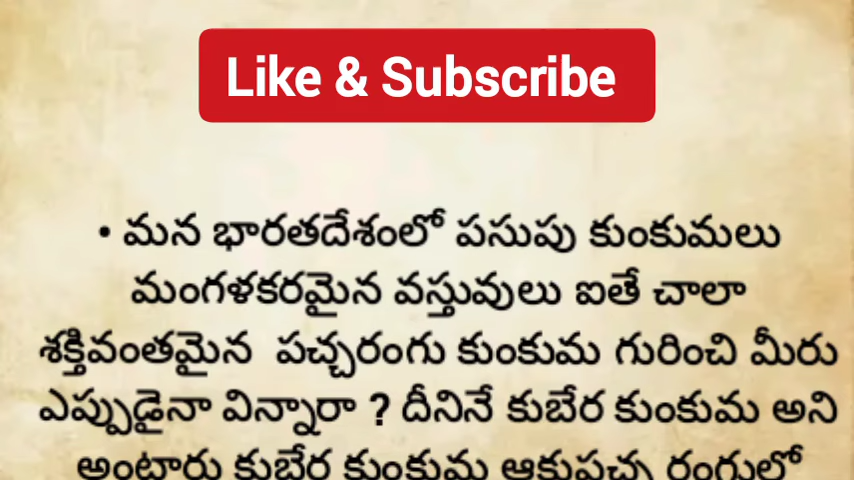 Like & Subscribe
• మన భారతదేశంలో పసుపు కుంకుమలు
మంగళకరమైన వస్తువులు ఐతే చాలా
శక్తివంతమైన పచ్చరంగు కుంకుమ గురించి మీరు
ఎప్పుడైనా విన్నారా ? దీనినే కుబేర కుంకుమ అని
అంటారు కుబేర కుంకుమ ఆకుపచ్చ రంగులో